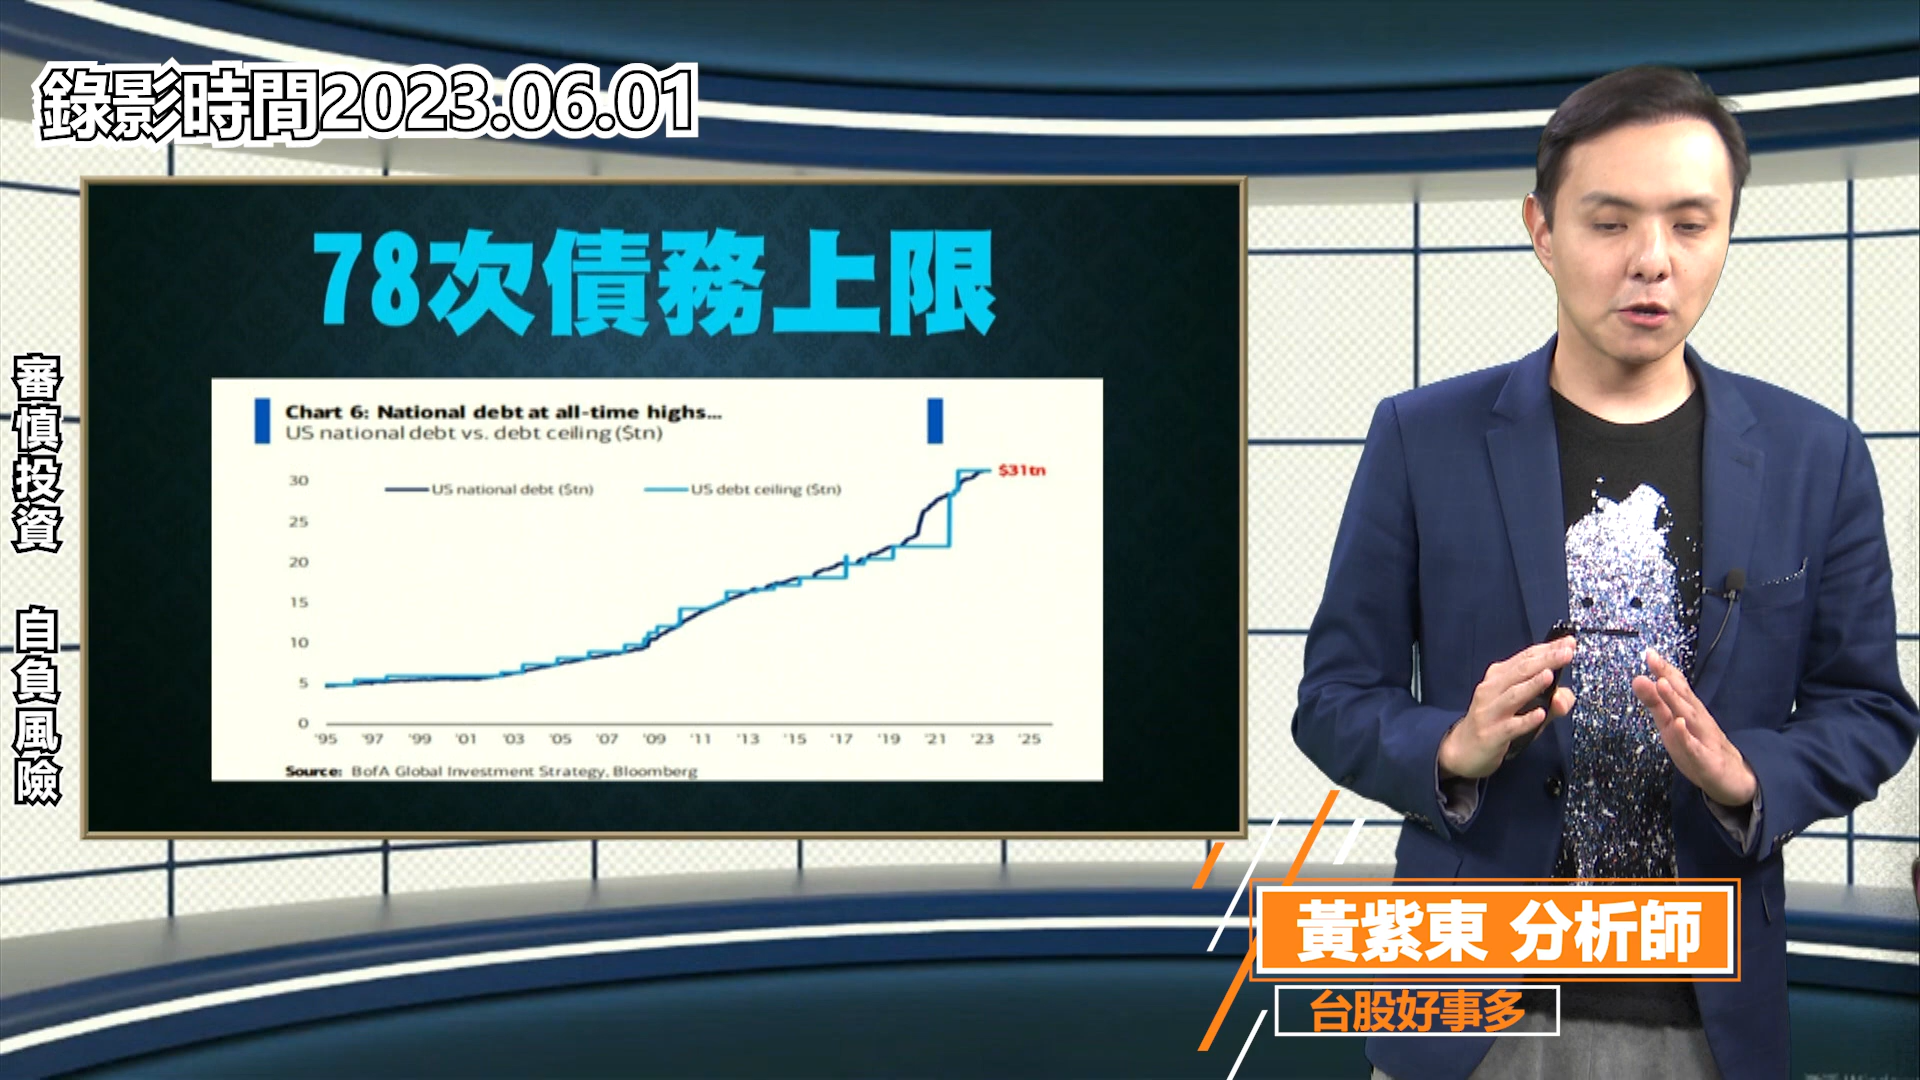 錄影時間2023.06.01
審慎投資 自負風險
78次債務上限
Chart 6: National debt at all-time highs...
US national debt vs. debt ceiling ($tn)
$31tn
US national debt ($tn) US debt ceiling ($tn)
30
25
20
15
10
5
0
'95 '97 '99 '01 '03 '05 '07 '09 '11 '13 '15 '17 '19 '21 '23 '25
Source: BofA Global Investment Strategy, Bloomberg
黃紫東 分析師
台股好事多